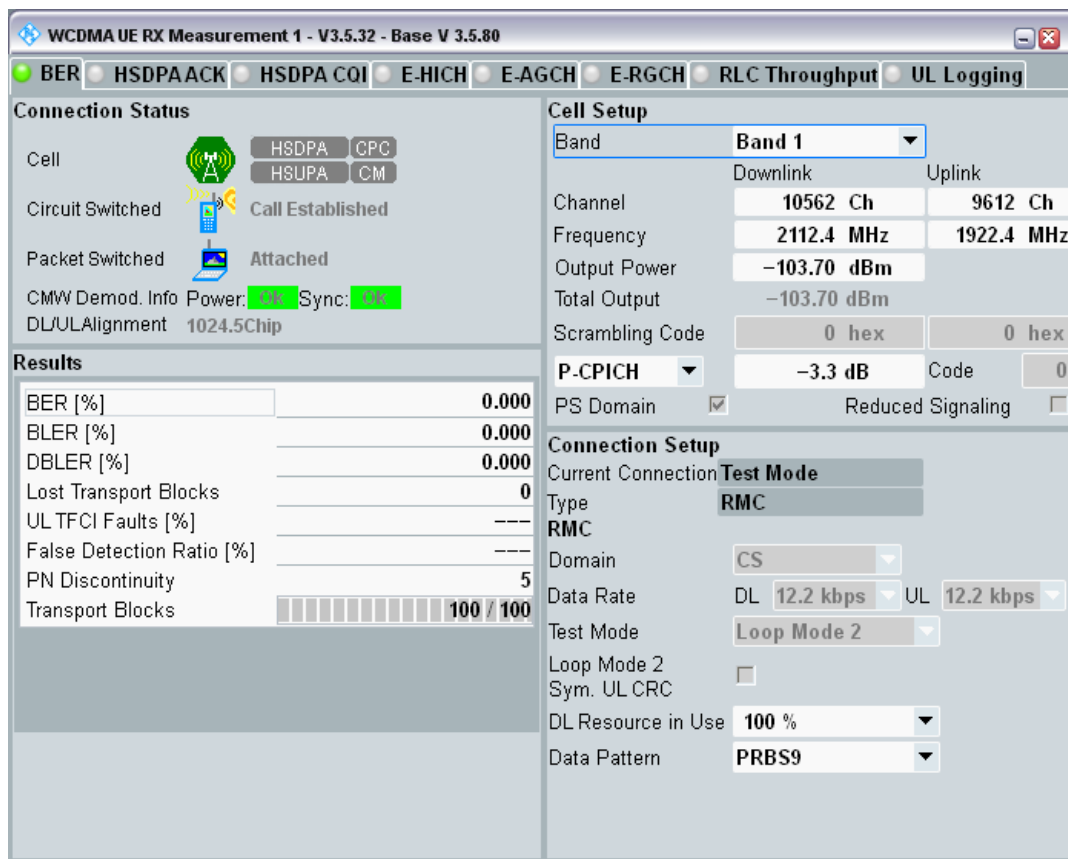 WCDMA UE RX Measurement 1 - V3.5.32 - Base V 3.5.80
BER HSDPA ACK HSDPA CQI E-HICH E-AGCH E-RGCH RLC Throughput UL Logging
Connection Status
Cell HSDPA CPC
HSUPA CM
Circuit Switched Call Established
Packet Switched Attached
CMW Demod. Info Power: Ok Sync: Ok
DL/ULAlignment 1024.5Chip
Results
BER [%] 0.000
BLER [%] 0.000
DBLER [%] 0.000
Lost Transport Blocks 0
UL TFCI Faults [%] ---
False Detection Ratio [%] ---
PN Discontinuity 5
Transport Blocks 100 / 100
Cell Setup
Band Band 1
Downlink Uplink
Channel 10562 Ch 9612 Ch
Frequency 2112.4 MHz 1922.4 MHz
Output Power −103.70 dBm
Total Output −103.70 dBm
Scrambling Code 0 hex 0 hex
P-CPICH −3.3 dB Code 0
PS Domain Reduced Signaling
Connection Setup
Current Connection Test Mode
Type RMC
RMC
Domain CS
Data Rate DL 12.2 kbps UL 12.2 kbps
Test Mode Loop Mode 2
Loop Mode 2
Sym. UL CRC
DL Resource in Use 100 %
Data Pattern PRBS9